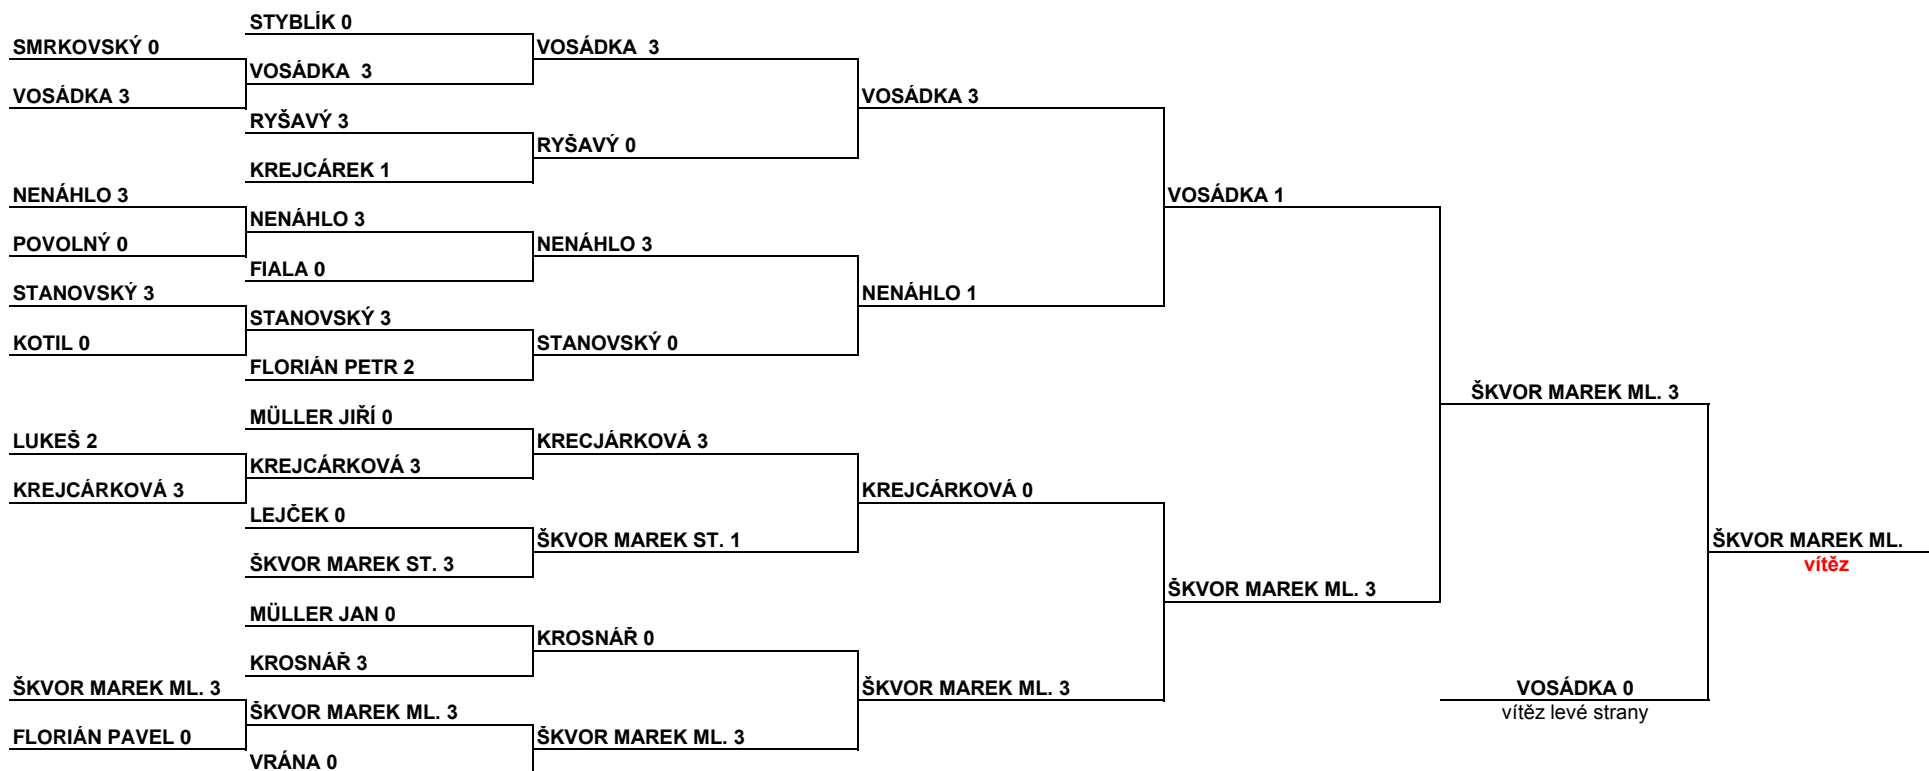 STYBLÍK 0
SMRKOVSKÝ 0
VOSÁDKA  3
VOSÁDKA  3
VOSÁDKA 3
VOSÁDKA 3
RYŠAVÝ 3
RYŠAVÝ 0
KREJCÁREK 1
NENÁHLO 3
VOSÁDKA 1
NENÁHLO 3
POVOLNÝ 0
NENÁHLO 3
FIALA 0
STANOVSKÝ 3
NENÁHLO 1
STANOVSKÝ 3
KOTIL 0
STANOVSKÝ 0
FLORIÁN PETR 2
ŠKVOR MAREK ML. 3
MÜLLER JIŘÍ 0
LUKEŠ 2
KRECJÁRKOVÁ 3
KREJCÁRKOVÁ 3
KREJCÁRKOVÁ 3
KREJCÁRKOVÁ 0
LEJČEK 0
ŠKVOR MAREK ST. 1
ŠKVOR MAREK ML.
ŠKVOR MAREK ST. 3
vítěz
ŠKVOR MAREK ML. 3
MÜLLER JAN 0
KROSNÁŘ 0
KROSNÁŘ 3
ŠKVOR MAREK ML. 3
ŠKVOR MAREK ML. 3
VOSÁDKA 0
ŠKVOR MAREK ML. 3
vítěz levé strany
FLORIÁN PAVEL 0
ŠKVOR MAREK ML. 3
VRÁNA 0